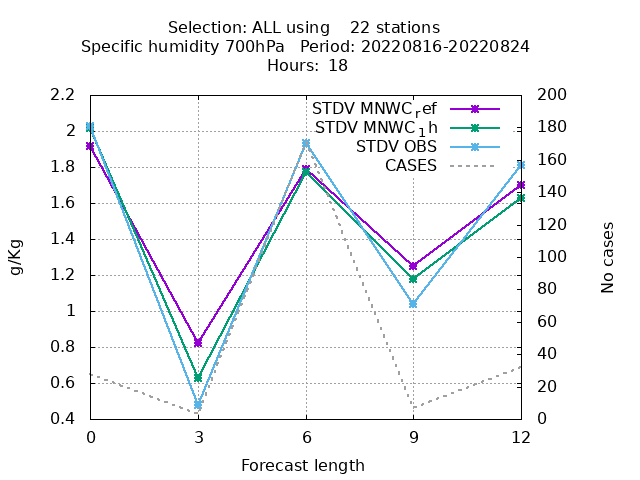 Selection: ALL using 22 stations
Specific humidity 700hPa Period: 20220816-20220824
Hours: 18
STDV MNWCref
STDV MNWC1h
STDV OBS
CASES
2.2
2
1.8
1.6
1.4
1.2
1
0.8
0.6
0.4
g/Kg
200
180
160
140
120
100
80
60
40
20
0
No cases
0 3 6 9 12
Forecast length